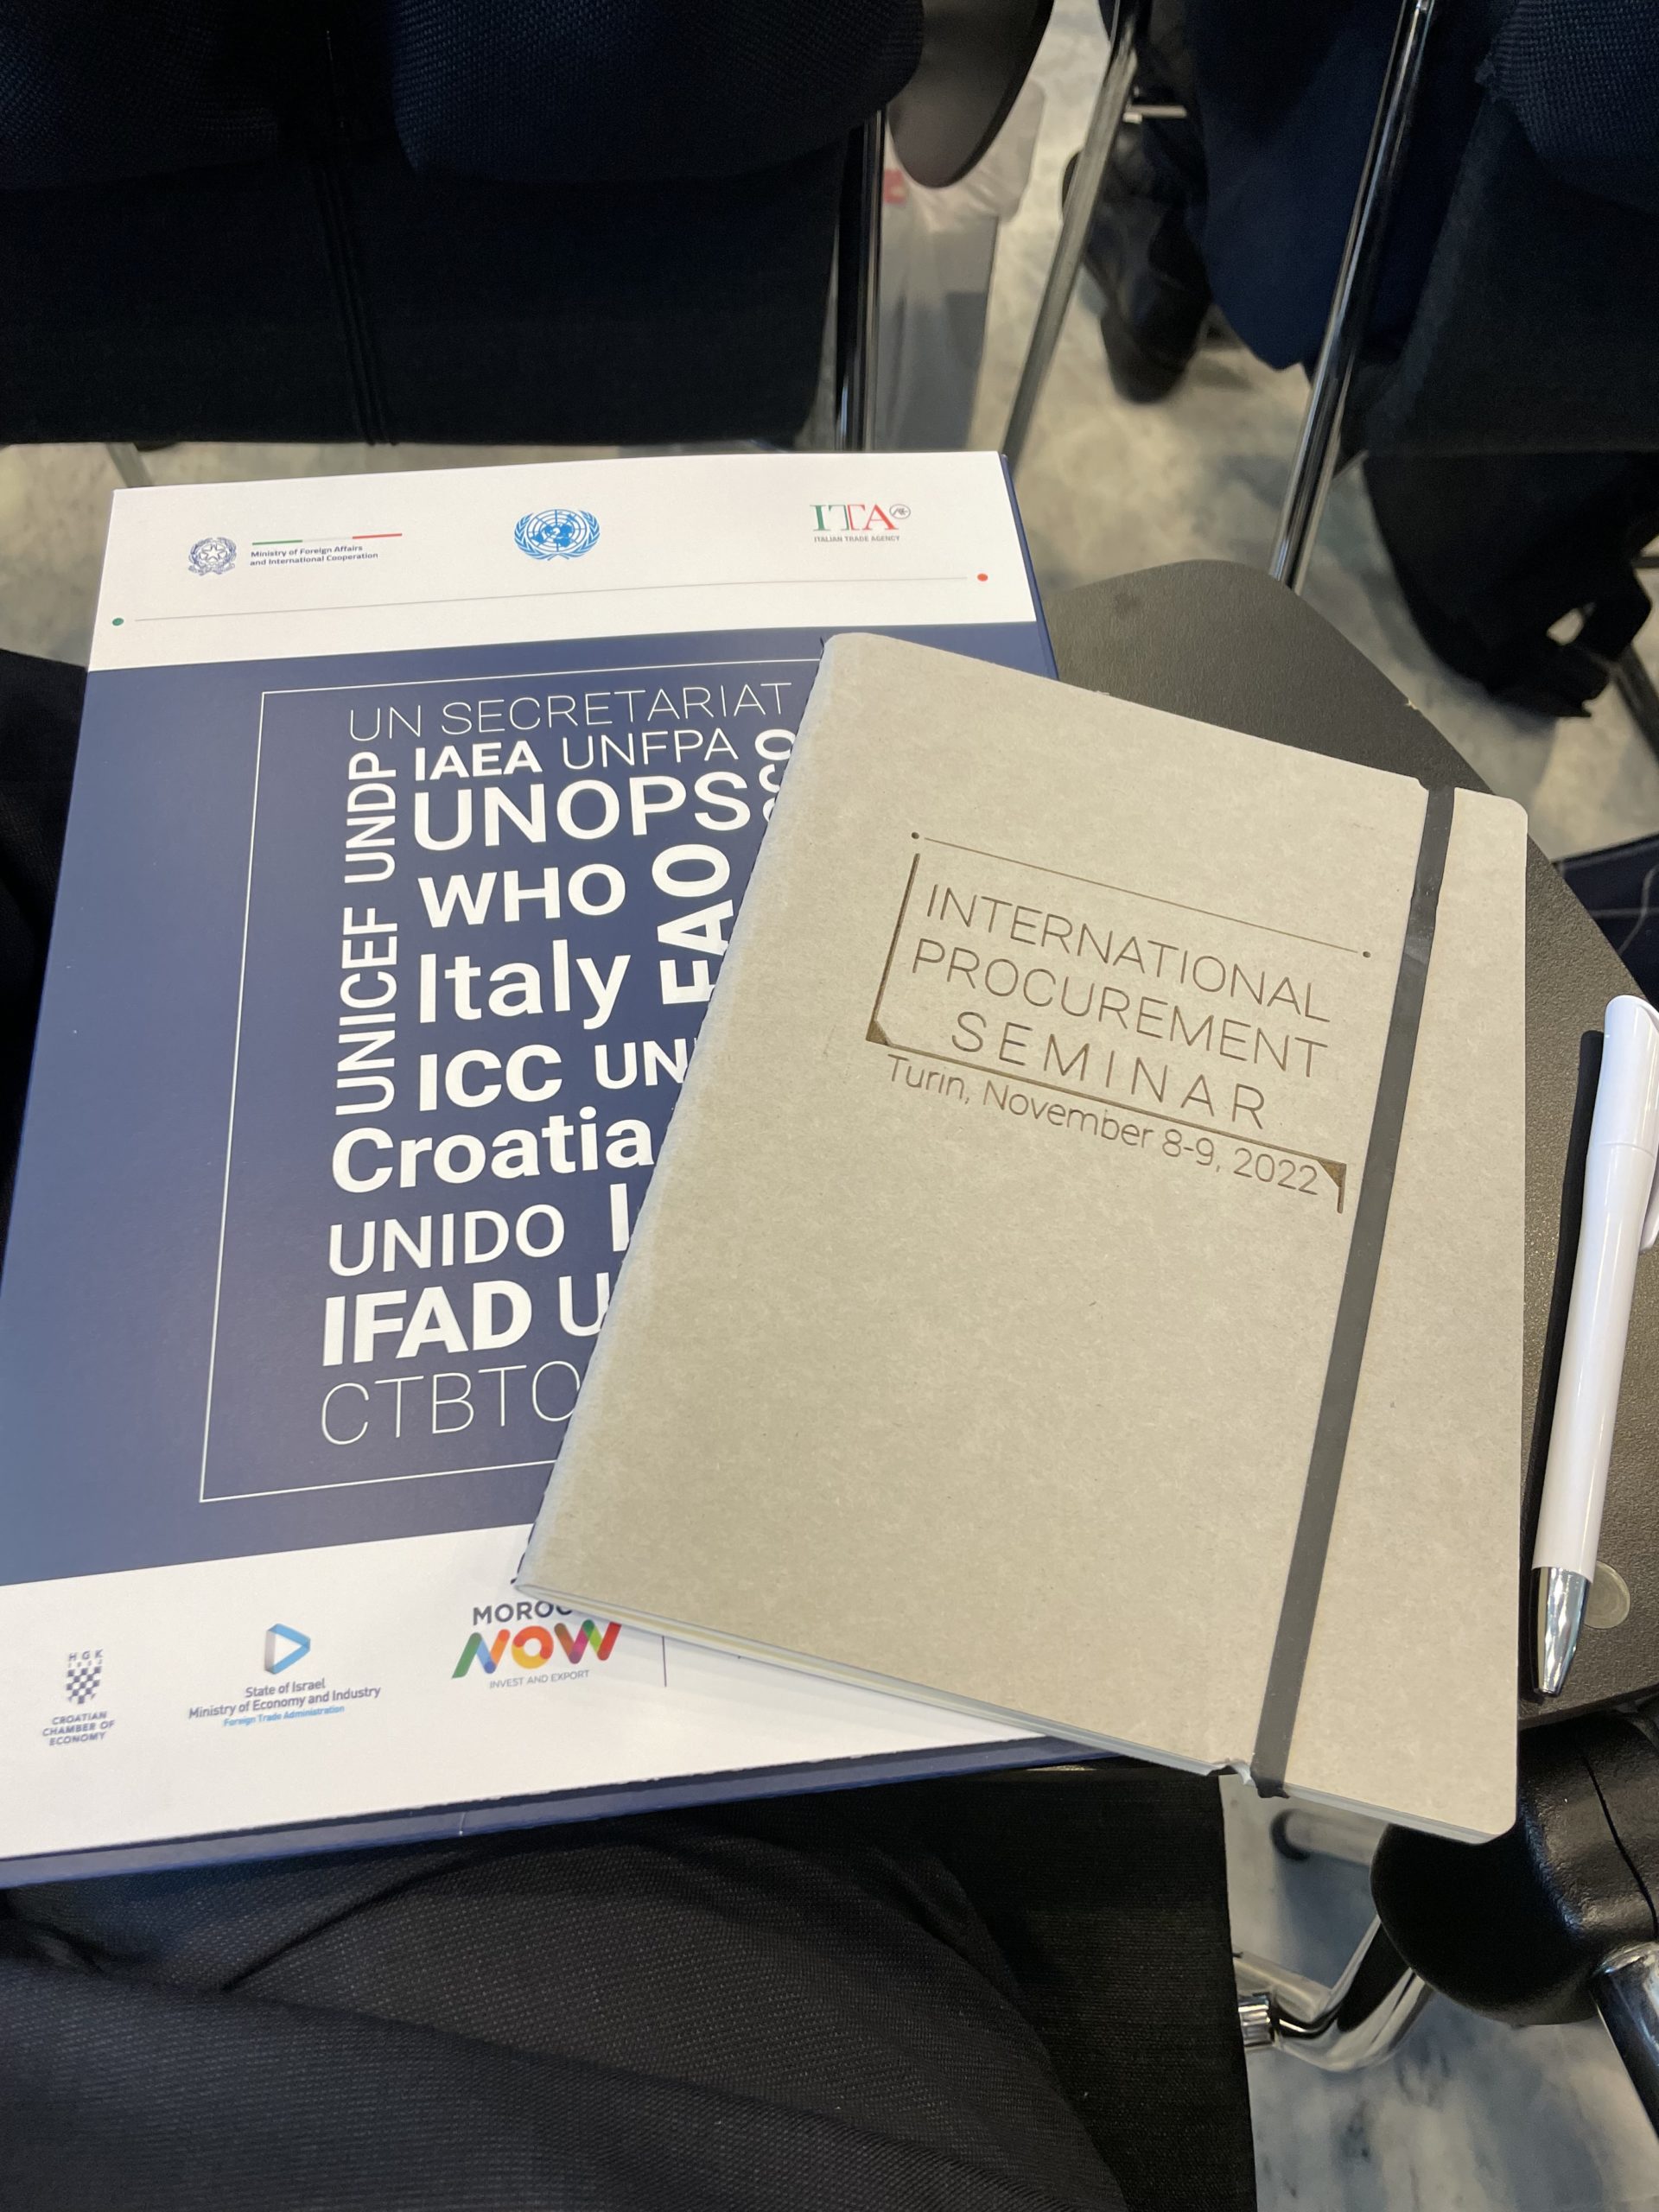 Ministry of Foreign Affairs
and International Cooperation
ITA
ITALIAN TRADE AGENCY
UN SECRETARIAT
UNICEF UNDP
IAEA UNFPA
UNOPS
WHO
FAO
Italy
ICC
Croatia
UNIDO
IFAD
CTBTO
HGK
CROATIAN
CHAMBER OF
ECONOMY
State of Israel
Ministry of Economy and Industry
Foreign Trade Administration
NOW
INVEST AND EXPORT
INTERNATIONAL
PROCUREMENT
SEMINAR
Turin, November 8-9, 2022